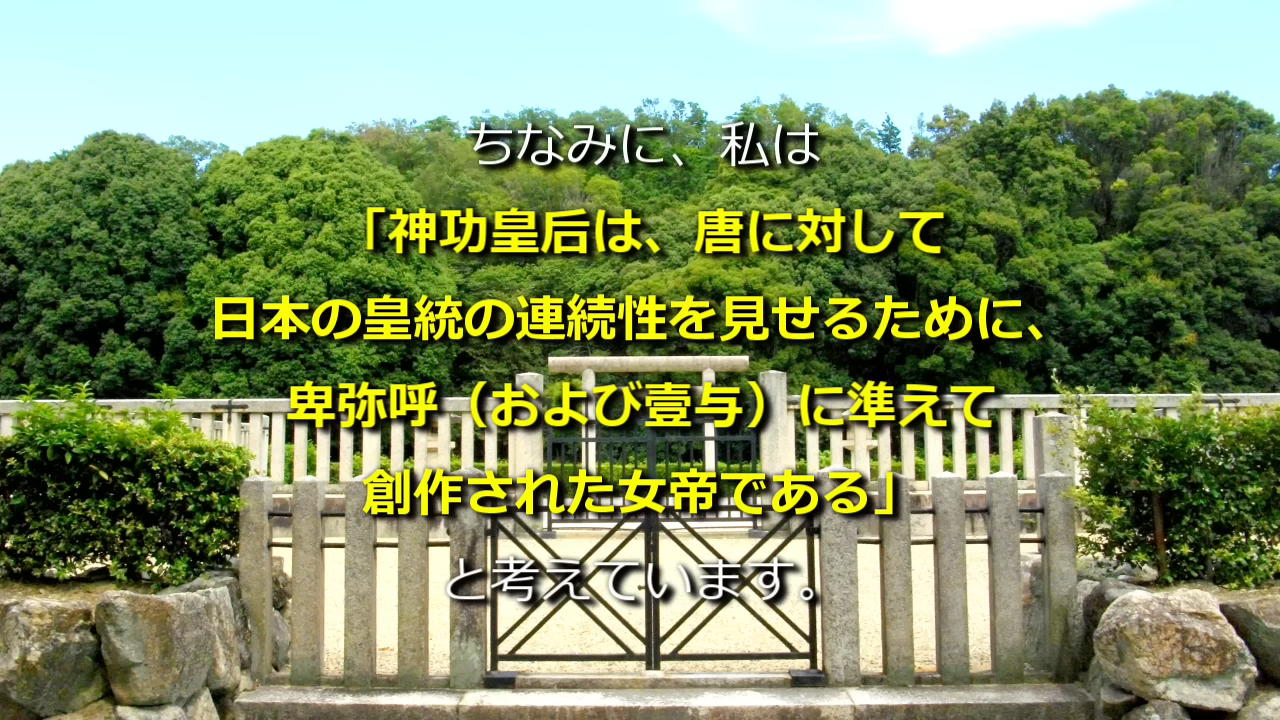 ちなみに、私は
「神功皇后は、唐に対して
日本の皇統の連続性を見せるために、
卑弥呼（および壹与）に準えて
創作された女帝である」
と考えています。